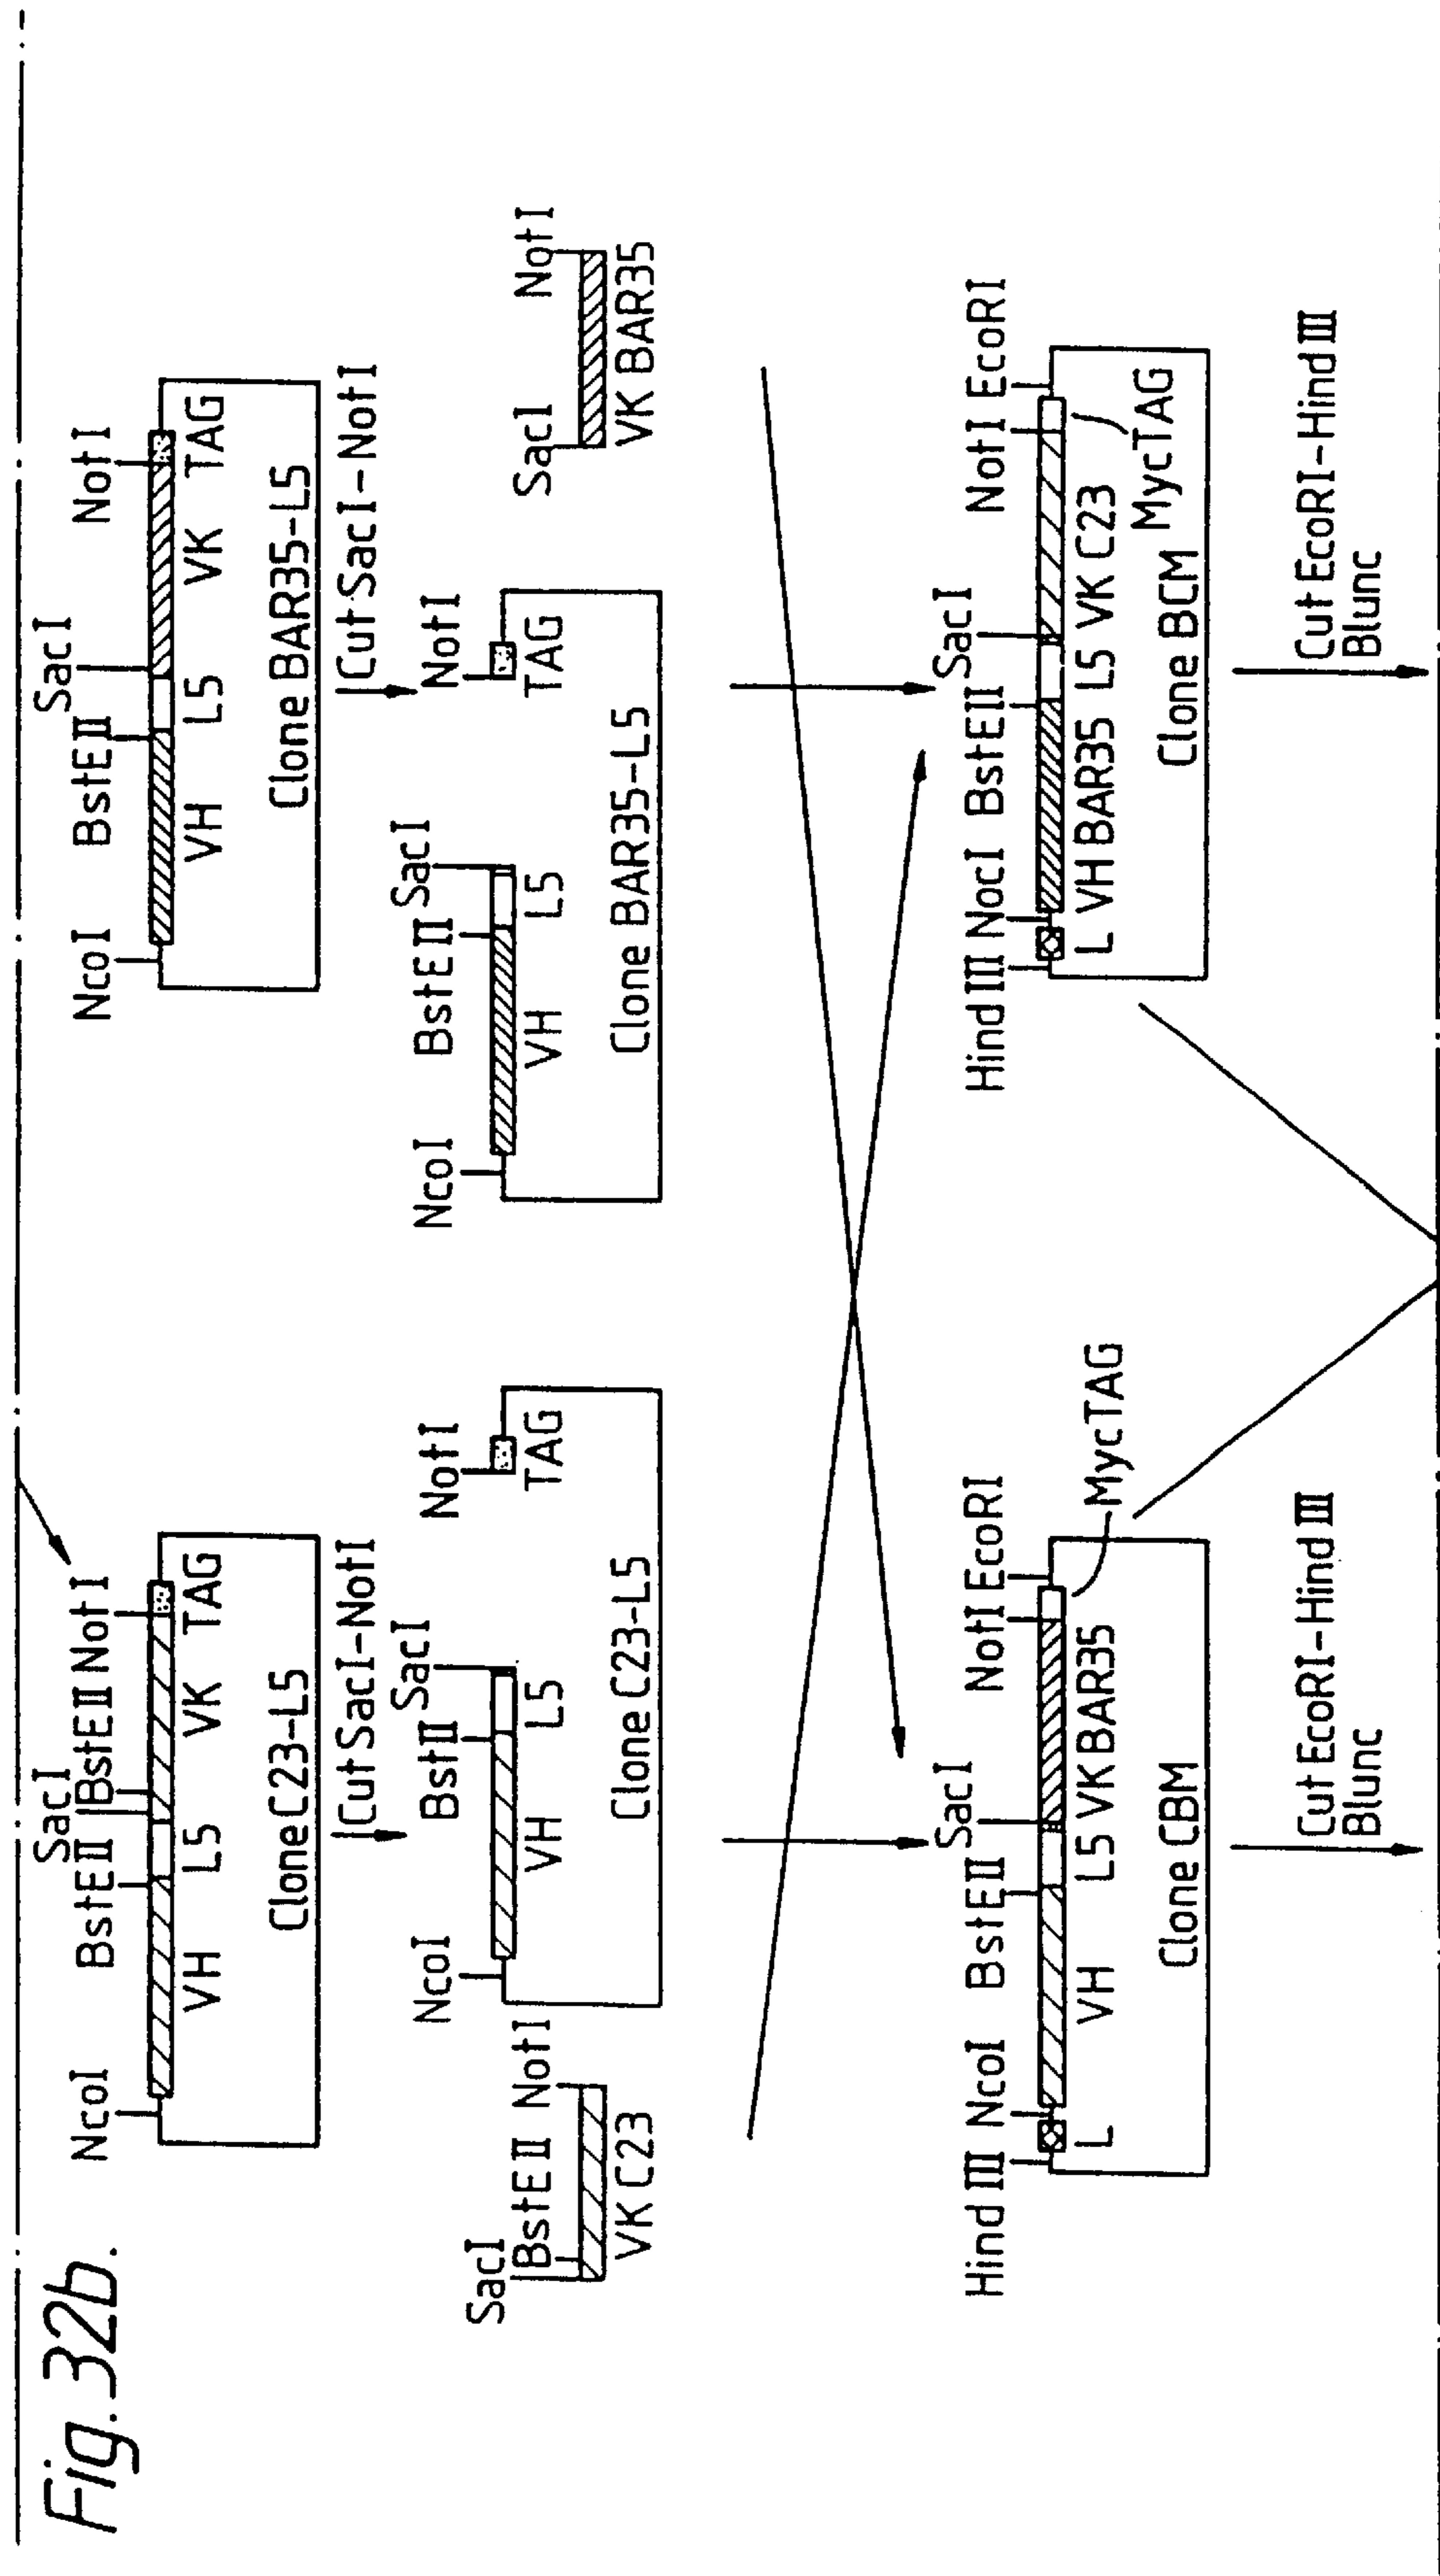 Fig. 32b.
NcoI
BstEII
SacI
BstEII
NotI
VH
L5
VK
TAG
Clone C23-L5
NcoI
BstEII
SacI
NotI
VH
L5
VK
TAG
Clone BAR35-L5
Cut SacI-NotI
Cut SacI-NotI
SacI
BstEII
NotI
VK C23
NcoI
BstII
SacI
NotI
VH
L5
TAG
Clone C23-L5
NcoI
BstEII
SacI
NotI
VH
L5
TAG
Clone BAR35-L5
SacI
NotI
VK BAR35
Hind III
NcoI
BstEII
SacI
NotI
EcoRI
L
VH
L5
VK BAR35
MycTAG
Clone CBM
Hind III
NocI
BstEII
SacI
NotI
EcoRI
L
VH BAR35
L5
VK C23
MycTAG
Clone BCM
Cut EcoRI-Hind III
Blunc
Cut EcoRI-Hind III
Blunc